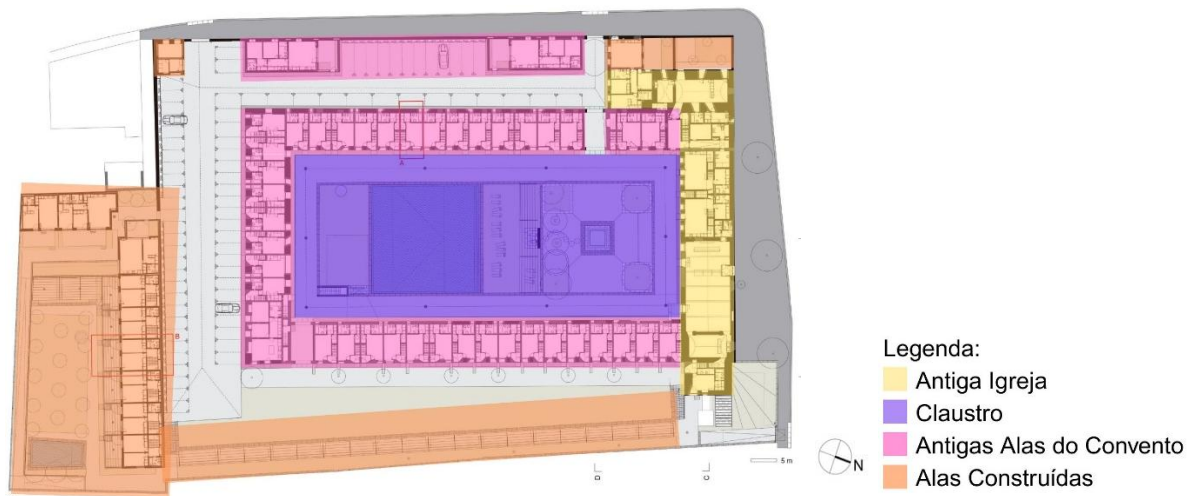 A
B
D
C
5 m
N
Legenda:
Antiga Igreja
Claustro
Antigas Alas do Convento
Alas Construídas